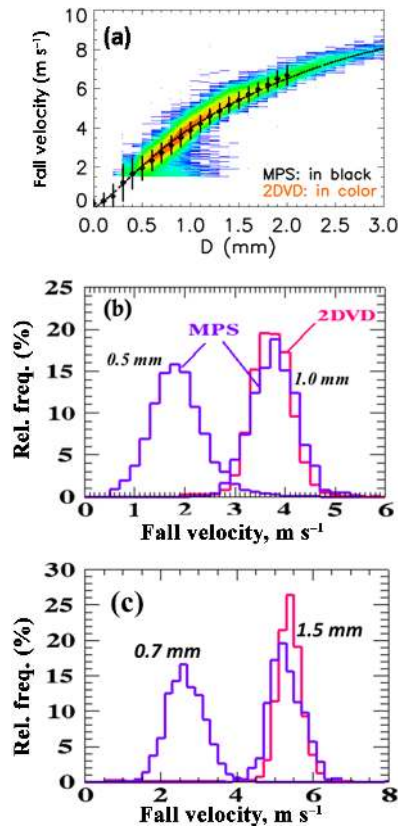 (a)
Fall velocity (m s⁻¹)
10
8
6
4
2
0
MPS: in black
2DVD: in color
0.0 0.5 1.0 1.5 2.0 2.5 3.0
D (mm)
(b)
Rel. freq. (%)
25
20
15
10
5
0
MPS
2DVD
0.5 mm
1.0 mm
0 1 2 3 4 5 6
Fall velocity, m s⁻¹
(c)
Rel. freq. (%)
30
25
20
15
10
5
0
0.7 mm
1.5 mm
0 2 4 6 8
Fall velocity, m s⁻¹